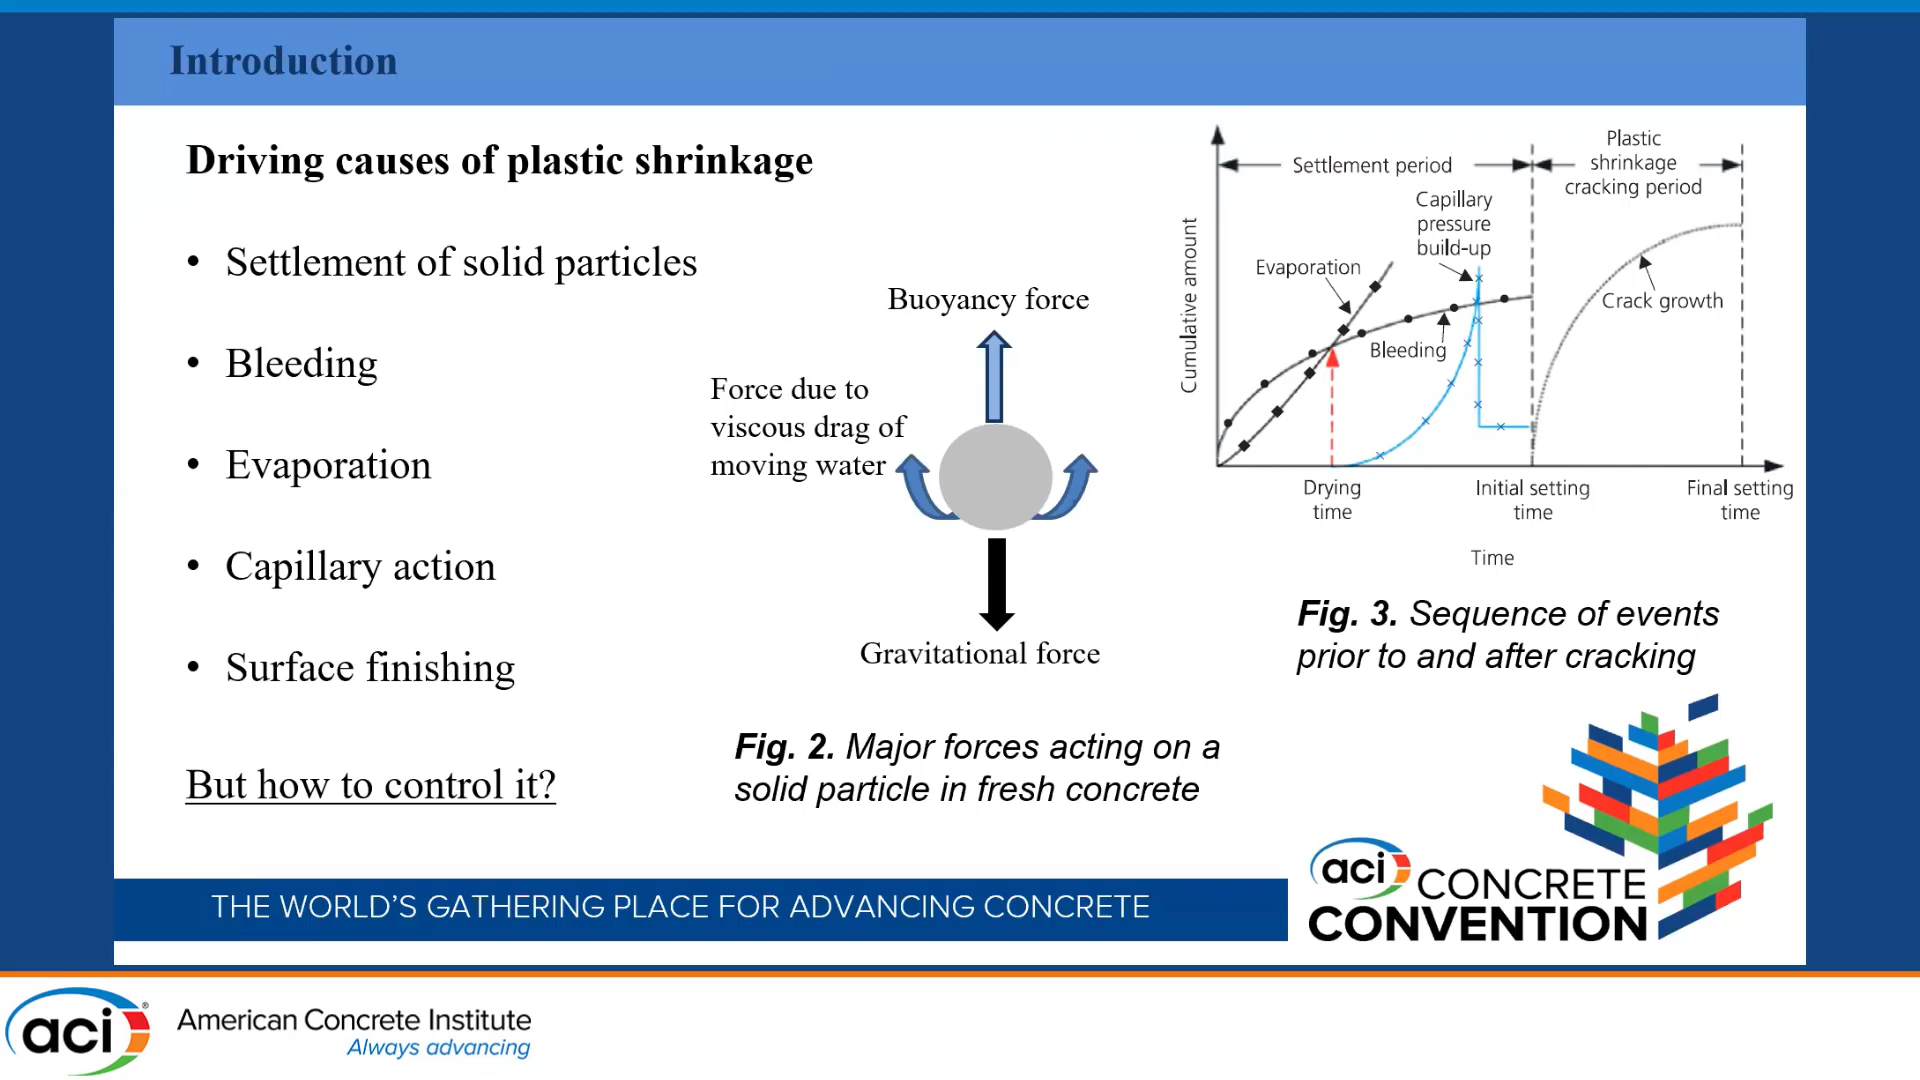 Introduction
Driving causes of plastic shrinkage
• Settlement of solid particles
• Bleeding
• Evaporation
• Capillary action
• Surface finishing
But how to control it?
Buoyancy force
Force due to
viscous drag of
moving water
Gravitational force
Fig. 2. Major forces acting on a
solid particle in fresh concrete
Cumulative amount
Settlement period
Plastic
shrinkage
cracking period
Capillary
pressure
build-up
Evaporation
Bleeding
Crack growth
Drying
time
Initial setting
time
Final setting
time
Time
Fig. 3. Sequence of events
prior to and after cracking
THE WORLD'S GATHERING PLACE FOR ADVANCING CONCRETE
aci CONCRETE
CONVENTION
aci®
American Concrete Institute
Always advancing